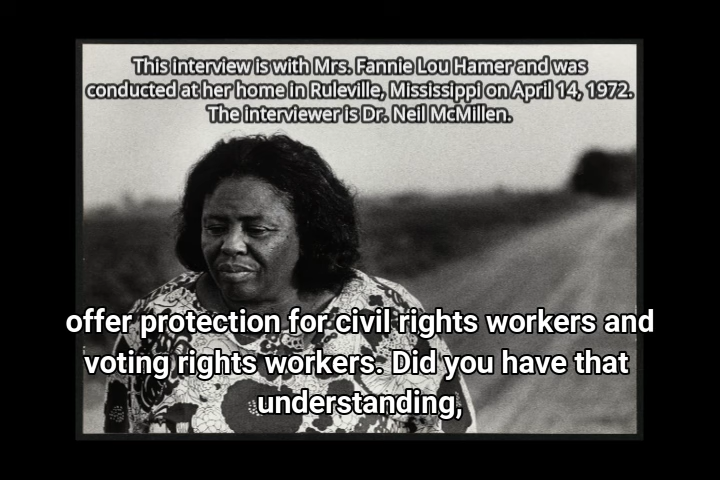 This interview is with Mrs. Fannie Lou Hamer and was
conducted at her home in Ruleville, Mississippi on April 14, 1972.
The interviewer is Dr. Neil McMillen.
offer protection for civil rights workers and
voting rights workers. Did you have that
understanding,